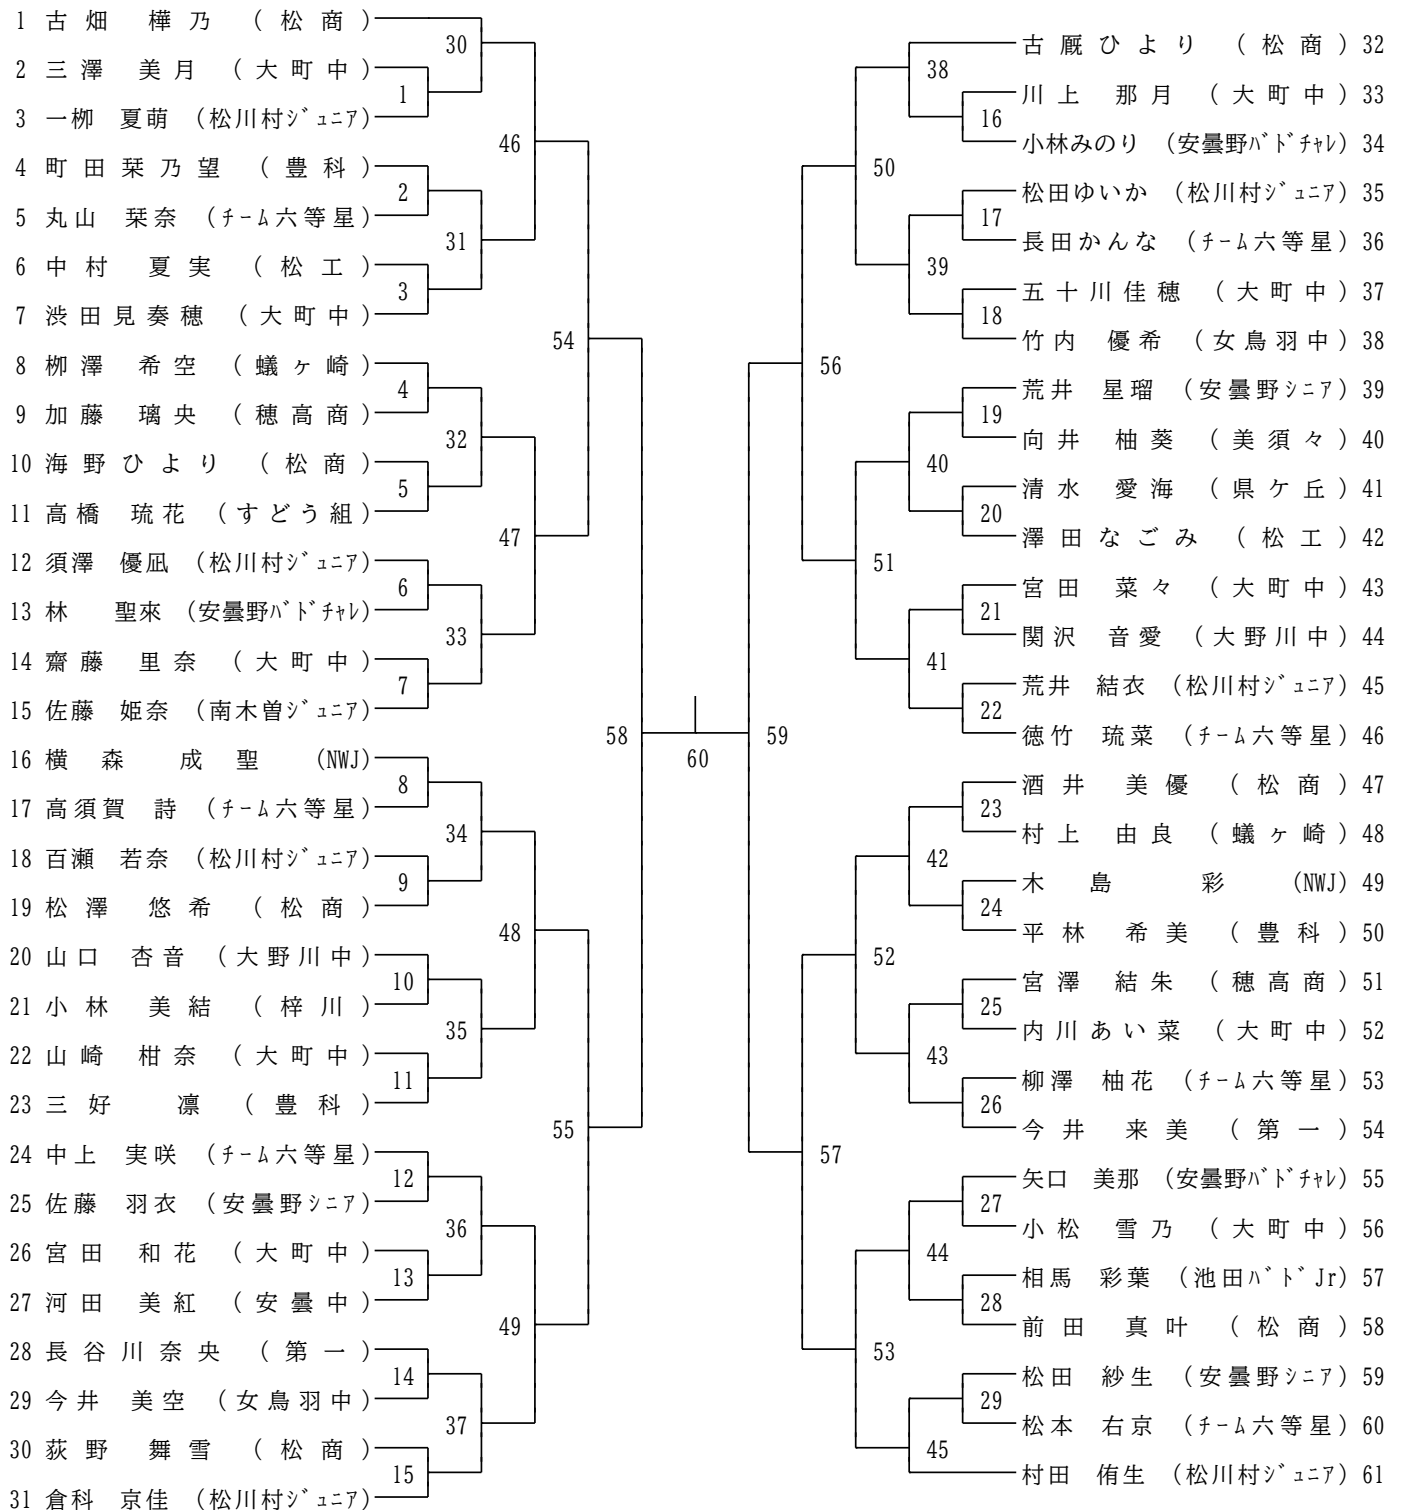 1 古畑 樺乃 （松商）
2 三澤 美月 （大町中）
3 一栁 夏萌 （松川村ｼﾞｭﾆｱ）
4 町田栞乃望 （豊科）
5 丸山 栞奈 （ﾁｰﾑ六等星）
6 中村 夏実 （松工）
7 渋田見奏穂 （大町中）
8 栁澤 希空 （蟻ヶ崎）
9 加藤 璃央 （穂高商）
10 海野ひより （松商）
11 高橋 琉花 （すどう組）
12 須澤 優凪 （松川村ｼﾞｭﾆｱ）
13 林 聖來 （安曇野ﾊﾞﾄﾞﾁｬﾚ）
14 齋藤 里奈 （大町中）
15 佐藤 姫奈 （南木曽ｼﾞｭﾆｱ）
16 横森 成聖 (NWJ)
17 高須賀 詩 （ﾁｰﾑ六等星）
18 百瀬 若奈 （松川村ｼﾞｭﾆｱ）
19 松澤 悠希 （松商）
20 山口 杏音 （大野川中）
21 小林 美結 （梓川）
22 山崎 柑奈 （大町中）
23 三好 凛 （豊科）
24 中上 実咲 （ﾁｰﾑ六等星）
25 佐藤 羽衣 （安曇野ｼﾆｱ）
26 宮田 和花 （大町中）
27 河田 美紅 （安曇中）
28 長谷川奈央 （第一）
29 今井 美空 （女鳥羽中）
30 荻野 舞雪 （松商）
31 倉科 京佳 （松川村ｼﾞｭﾆｱ）
1
2
3
4
5
6
7
8
9
10
11
12
13
14
15
30
31
32
33
34
35
36
37
46
47
48
49
54
55
58
60
59
56
57
50
51
52
53
38
39
40
41
42
43
44
45
16
17
18
19
20
21
22
23
24
25
26
27
28
29
古厩ひより （松商） 32
川上 那月 （大町中） 33
小林みのり （安曇野ﾊﾞﾄﾞﾁｬﾚ） 34
松田ゆいか （松川村ｼﾞｭﾆｱ） 35
長田かんな （ﾁｰﾑ六等星） 36
五十川佳穂 （大町中） 37
竹内 優希 （女鳥羽中） 38
荒井 星瑠 （安曇野ｼﾆｱ） 39
向井 柚葵 （美須々） 40
清水 愛海 （県ケ丘） 41
澤田なごみ （松工） 42
宮田 菜々 （大町中） 43
関沢 音愛 （大野川中） 44
荒井 結衣 （松川村ｼﾞｭﾆｱ） 45
徳竹 琉菜 （ﾁｰﾑ六等星） 46
酒井 美優 （松商） 47
村上 由良 （蟻ヶ崎） 48
木島 彩 (NWJ) 49
平林 希美 （豊科） 50
宮澤 結朱 （穂高商） 51
内川あい菜 （大町中） 52
柳澤 柚花 （ﾁｰﾑ六等星） 53
今井 来美 （第一） 54
矢口 美那 （安曇野ﾊﾞﾄﾞﾁｬﾚ） 55
小松 雪乃 （大町中） 56
相馬 彩葉 （池田ﾊﾞﾄﾞJr） 57
前田 真叶 （松商） 58
松田 紗生 （安曇野ｼﾆｱ） 59
松本 右京 （ﾁｰﾑ六等星） 60
村田 侑生 （松川村ｼﾞｭﾆｱ） 61